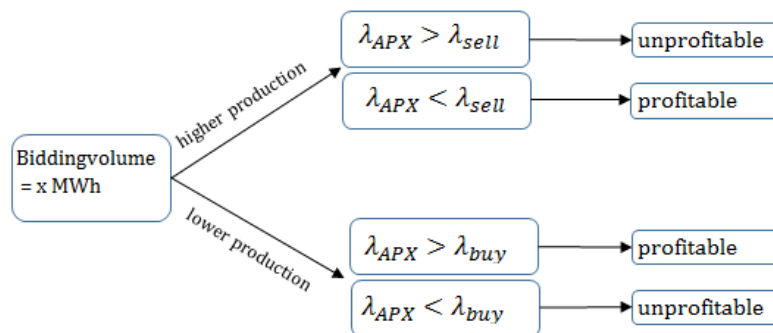 λ_APX > λ_sell
unprofitable
λ_APX < λ_sell
profitable
higher production
Biddingvolume
= x MWh
lower production
λ_APX > λ_buy
profitable
λ_APX < λ_buy
unprofitable